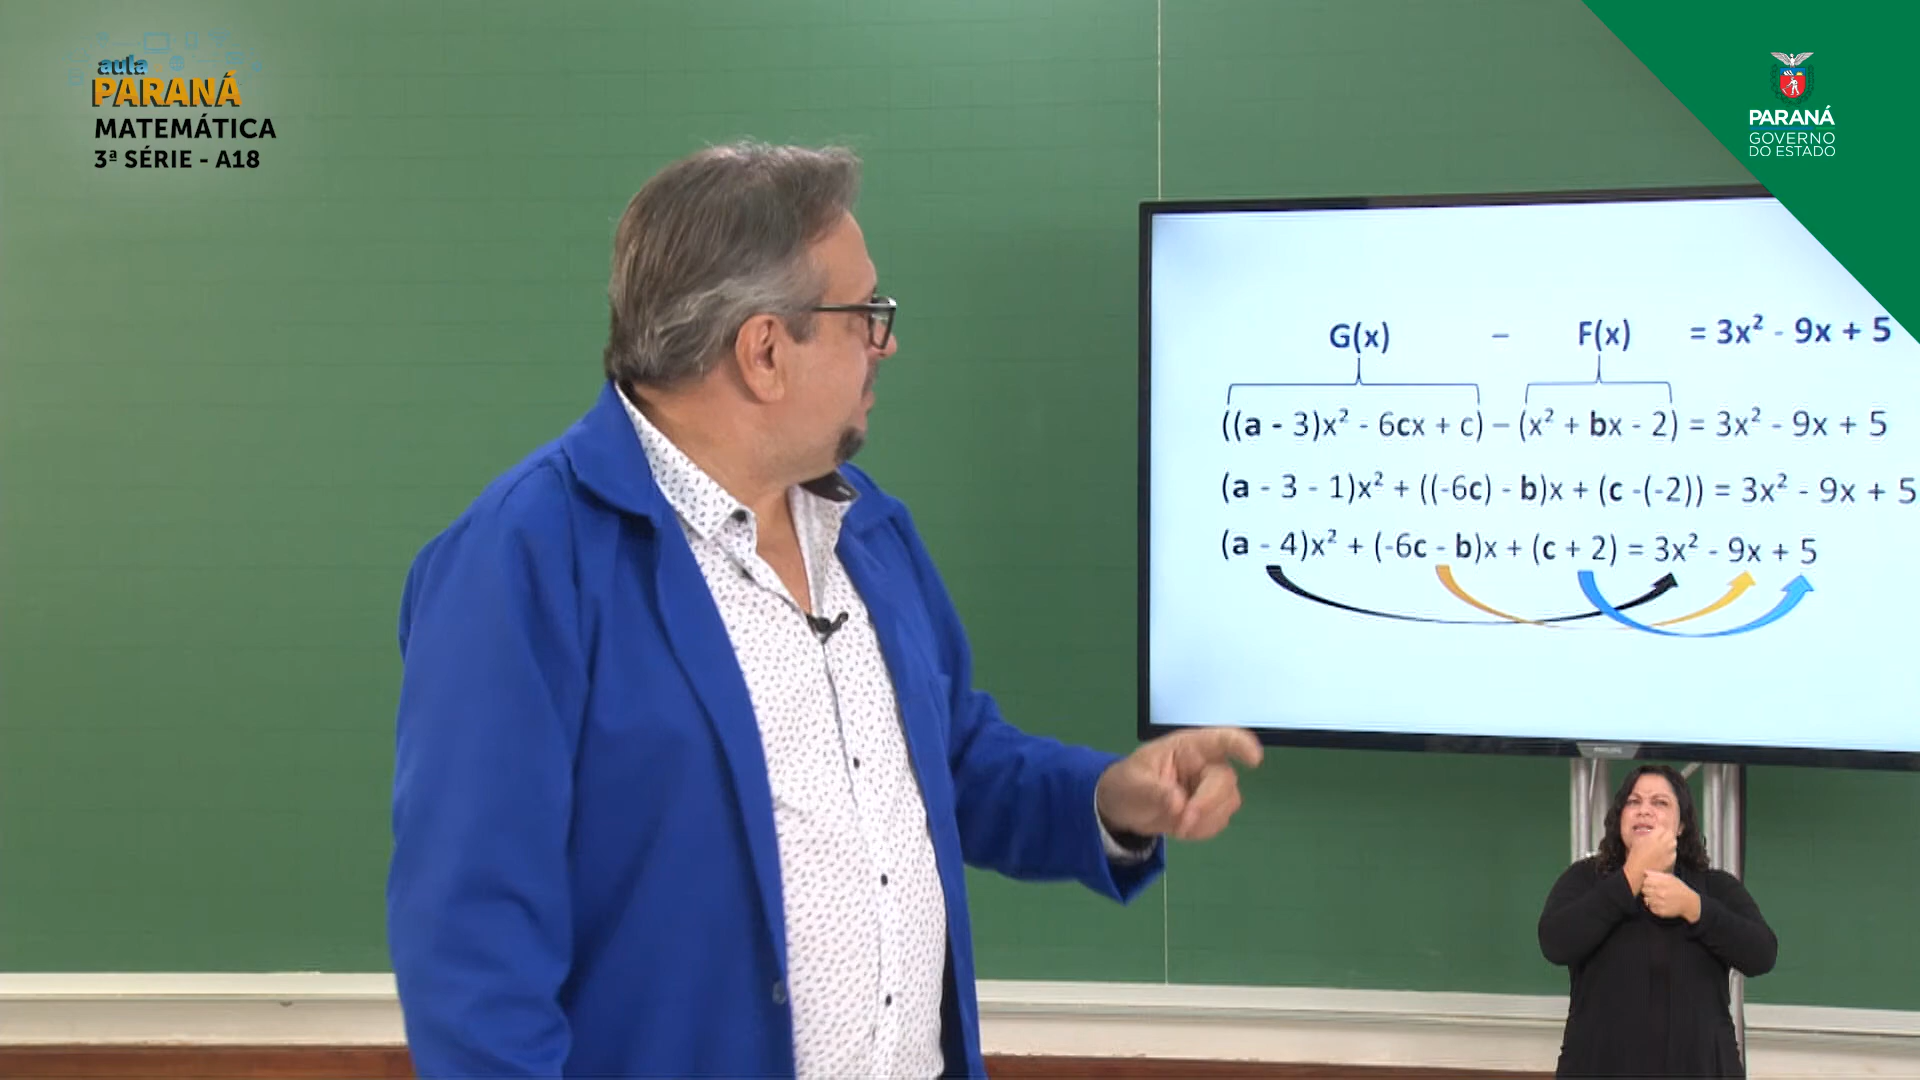 aula
PARANÁ
MATEMÁTICA
3ª SÉRIE - A18
PARANÁ
GOVERNO
DO ESTADO
G(x) – F(x) = 3x² - 9x + 5
((a - 3)x² - 6cx + c) – (x² + bx - 2) = 3x² - 9x + 5
(a - 3 - 1)x² + ((-6c) - b)x + (c -(-2)) = 3x² - 9x + 5
(a - 4)x² + (-6c - b)x + (c + 2) = 3x² - 9x + 5
PHILIPS